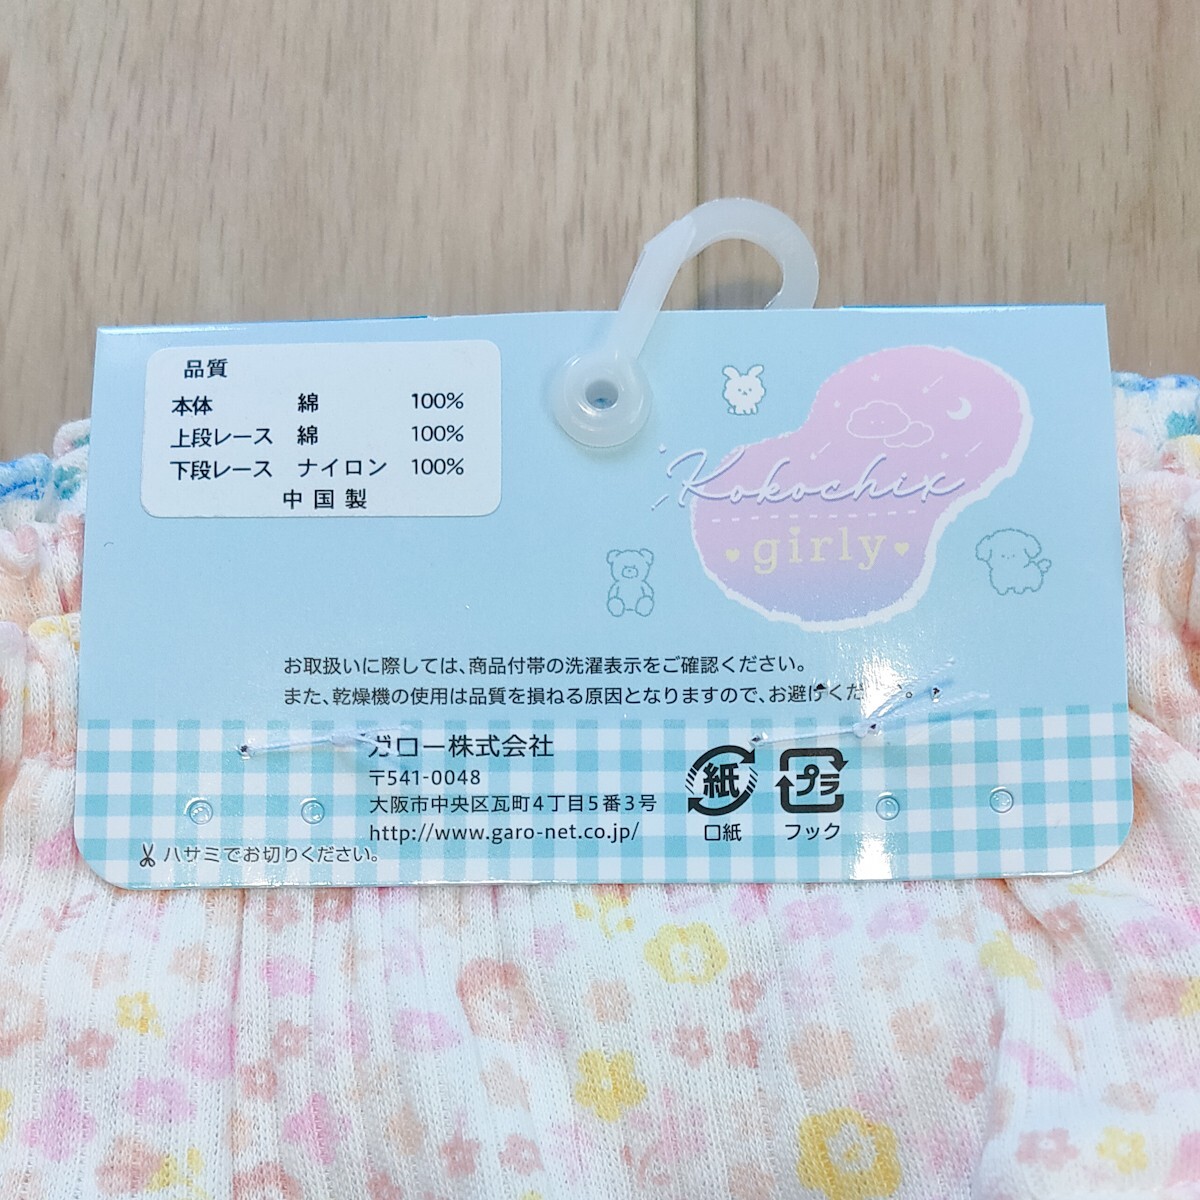 品質
本体 綿 100%
上段レース 綿 100%
下段レース ナイロン 100%
中国製
Kokochix
girly
お取扱いに際しては、商品付帯の洗濯表示をご確認ください。
また、乾燥機の使用は品質を損ねる原因となりますので、お避けくだ
ガロー株式会社
〒541-0048
大阪市中央区瓦町4丁目5番3号
http://www.garo-net.co.jp/
紙
口紙
プラ
フック
ハサミでお切りください。